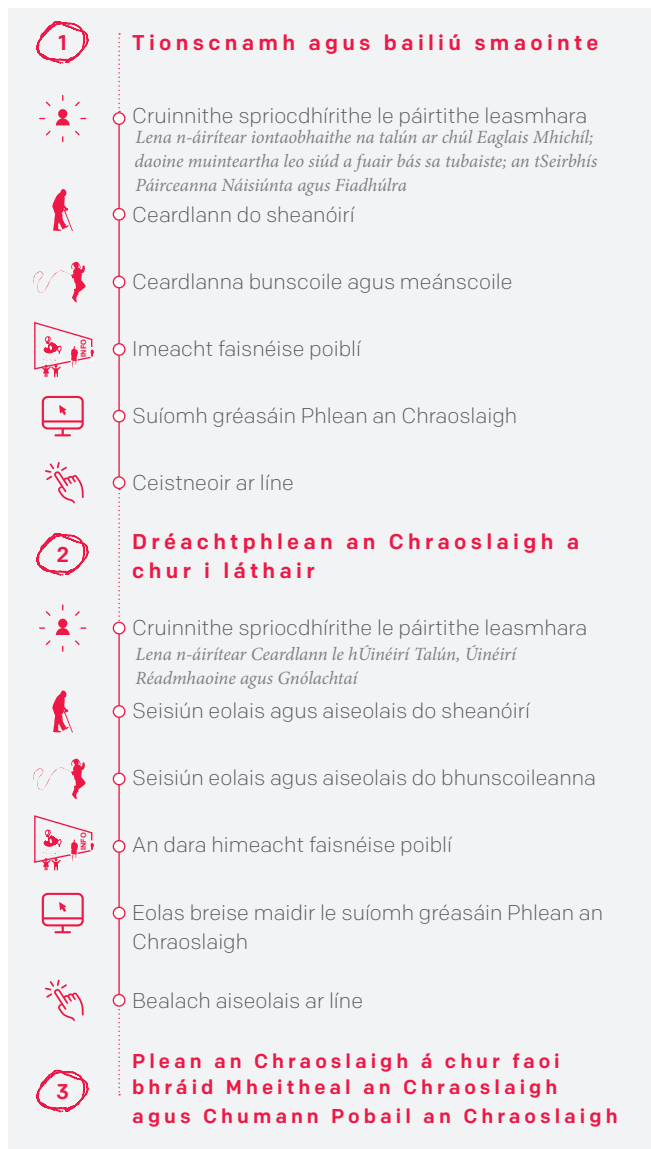 1
Tionscnamh agus bailiú smaointe
Cruinnithe spriocdhírithe le páirtithe leasmhara
Lena n-áirítear iontaobhaithe na talún ar chúl Eaglais Mhichíl;
daoine muinteartha leo siúd a fuair bás sa tubaiste; an tSeirbhís
Páirceanna Náisiúnta agus Fiadhúlra
Ceardlann do sheanóirí
Ceardlanna bunscoile agus meánscoile
INFO
Imeacht faisnéise poiblí
Suíomh gréasáin Phlean an Chraoslaigh
Ceistneoir ar líne
2
Dréachtphlean an Chraoslaigh a
chur i láthair
Cruinnithe spriocdhírithe le páirtithe leasmhara
Lena n-áirítear Ceardlann le hÚinéirí Talún, Úinéirí
Réadmhaoine agus Gnólachtaí
Seisiún eolais agus aiseolais do sheanóirí
Seisiún eolais agus aiseolais do bhunscoileanna
INFO
An dara himeacht faisnéise poiblí
Eolas breise maidir le suíomh gréasáin Phlean an
Chraoslaigh
Bealach aiseolais ar líne
3
Plean an Chraoslaigh á chur faoi
bhráid Mheitheal an Chraoslaigh
agus Chumann Pobail an Chraoslaigh